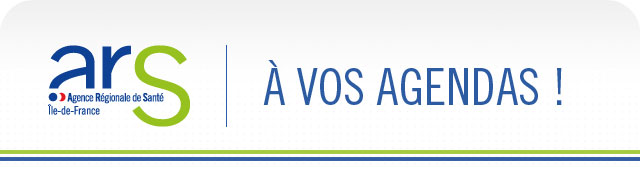 arS
Agence Régionale de Santé
Île-de-France
À VOS AGENDAS !